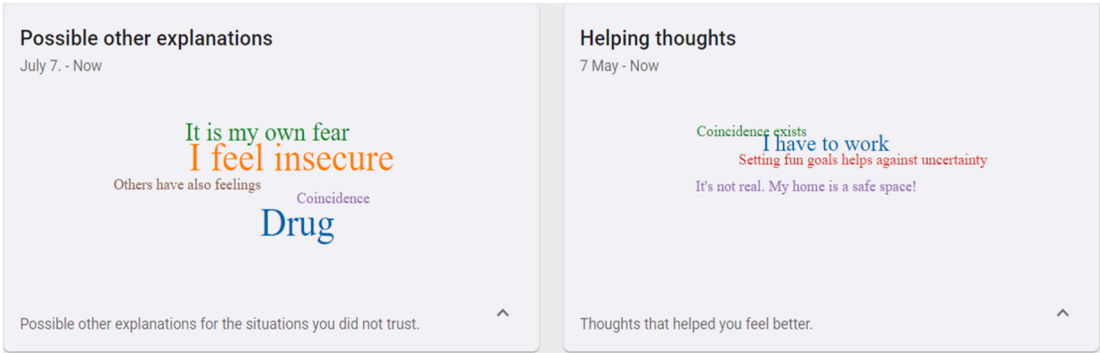 Possible other explanations
July 7. - Now
It is my own fear
I feel insecure
Others have also feelings
Coincidence
Drug
Possible other explanations for the situations you did not trust.
Helping thoughts
7 May - Now
Coincidence exists
I have to work
Setting fun goals helps against uncertainty
It's not real. My home is a safe space!
Thoughts that helped you feel better.